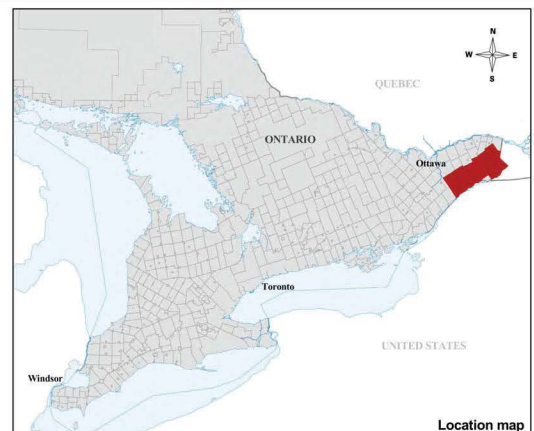 N
W E
S
QUEBEC
ONTARIO
Ottawa
Toronto
UNITED STATES
Windsor
Location map